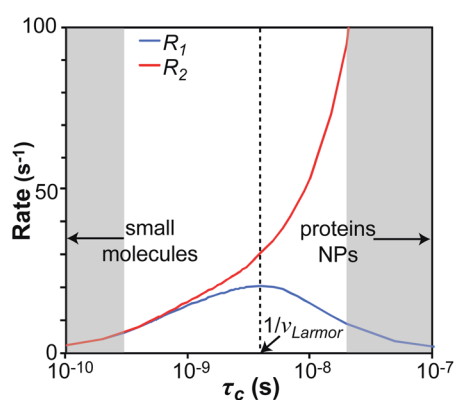 100
R₁
R₂
Rate (s⁻¹)
50
small
molecules
proteins
NPs
1/νLarmor
0
10⁻¹⁰
10⁻⁹
10⁻⁸
10⁻⁷
τc (s)